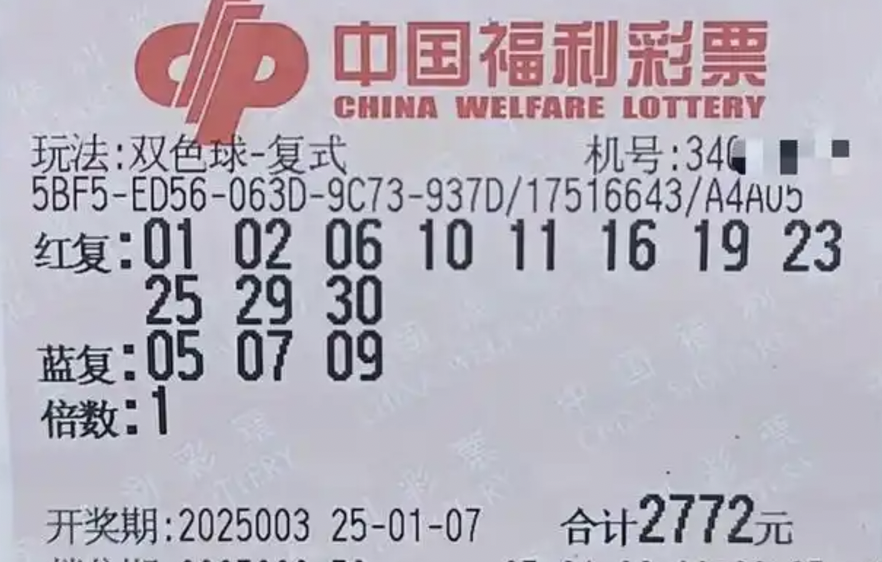 中国福利彩票
CHINA WELFARE LOTTERY
玩法:双色球-复式 机号:340
5BF5-ED56-063D-9C73-937D/17516643/A4A05
红复:01 02 06 10 11 16 19 23
25 29 30
蓝复:05 07 09
倍数:1
开奖期:2025003 25-01-07 合计2772元